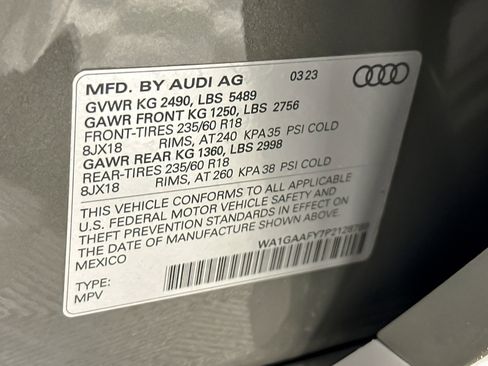 MFD. BY AUDI AG 03 23
GVWR KG 2490, LBS 5489
GAWR FRONT KG 1250, LBS 2756
FRONT-TIRES 235/60 R18
8JX18 RIMS, AT 240 KPA 35 PSI COLD
GAWR REAR KG 1360, LBS 2998
REAR-TIRES 235/60 R18
8JX18 RIMS, AT 260 KPA 38 PSI COLD
THIS VEHICLE CONFORMS TO ALL APPLICABLE
U.S. FEDERAL MOTOR VEHICLE SAFETY AND
THEFT PREVENTION STANDARDS IN EFFECT ON
THE DATE OF MANUFACTURE SHOWN ABOVE.
MEXICO
TYPE:
MPV